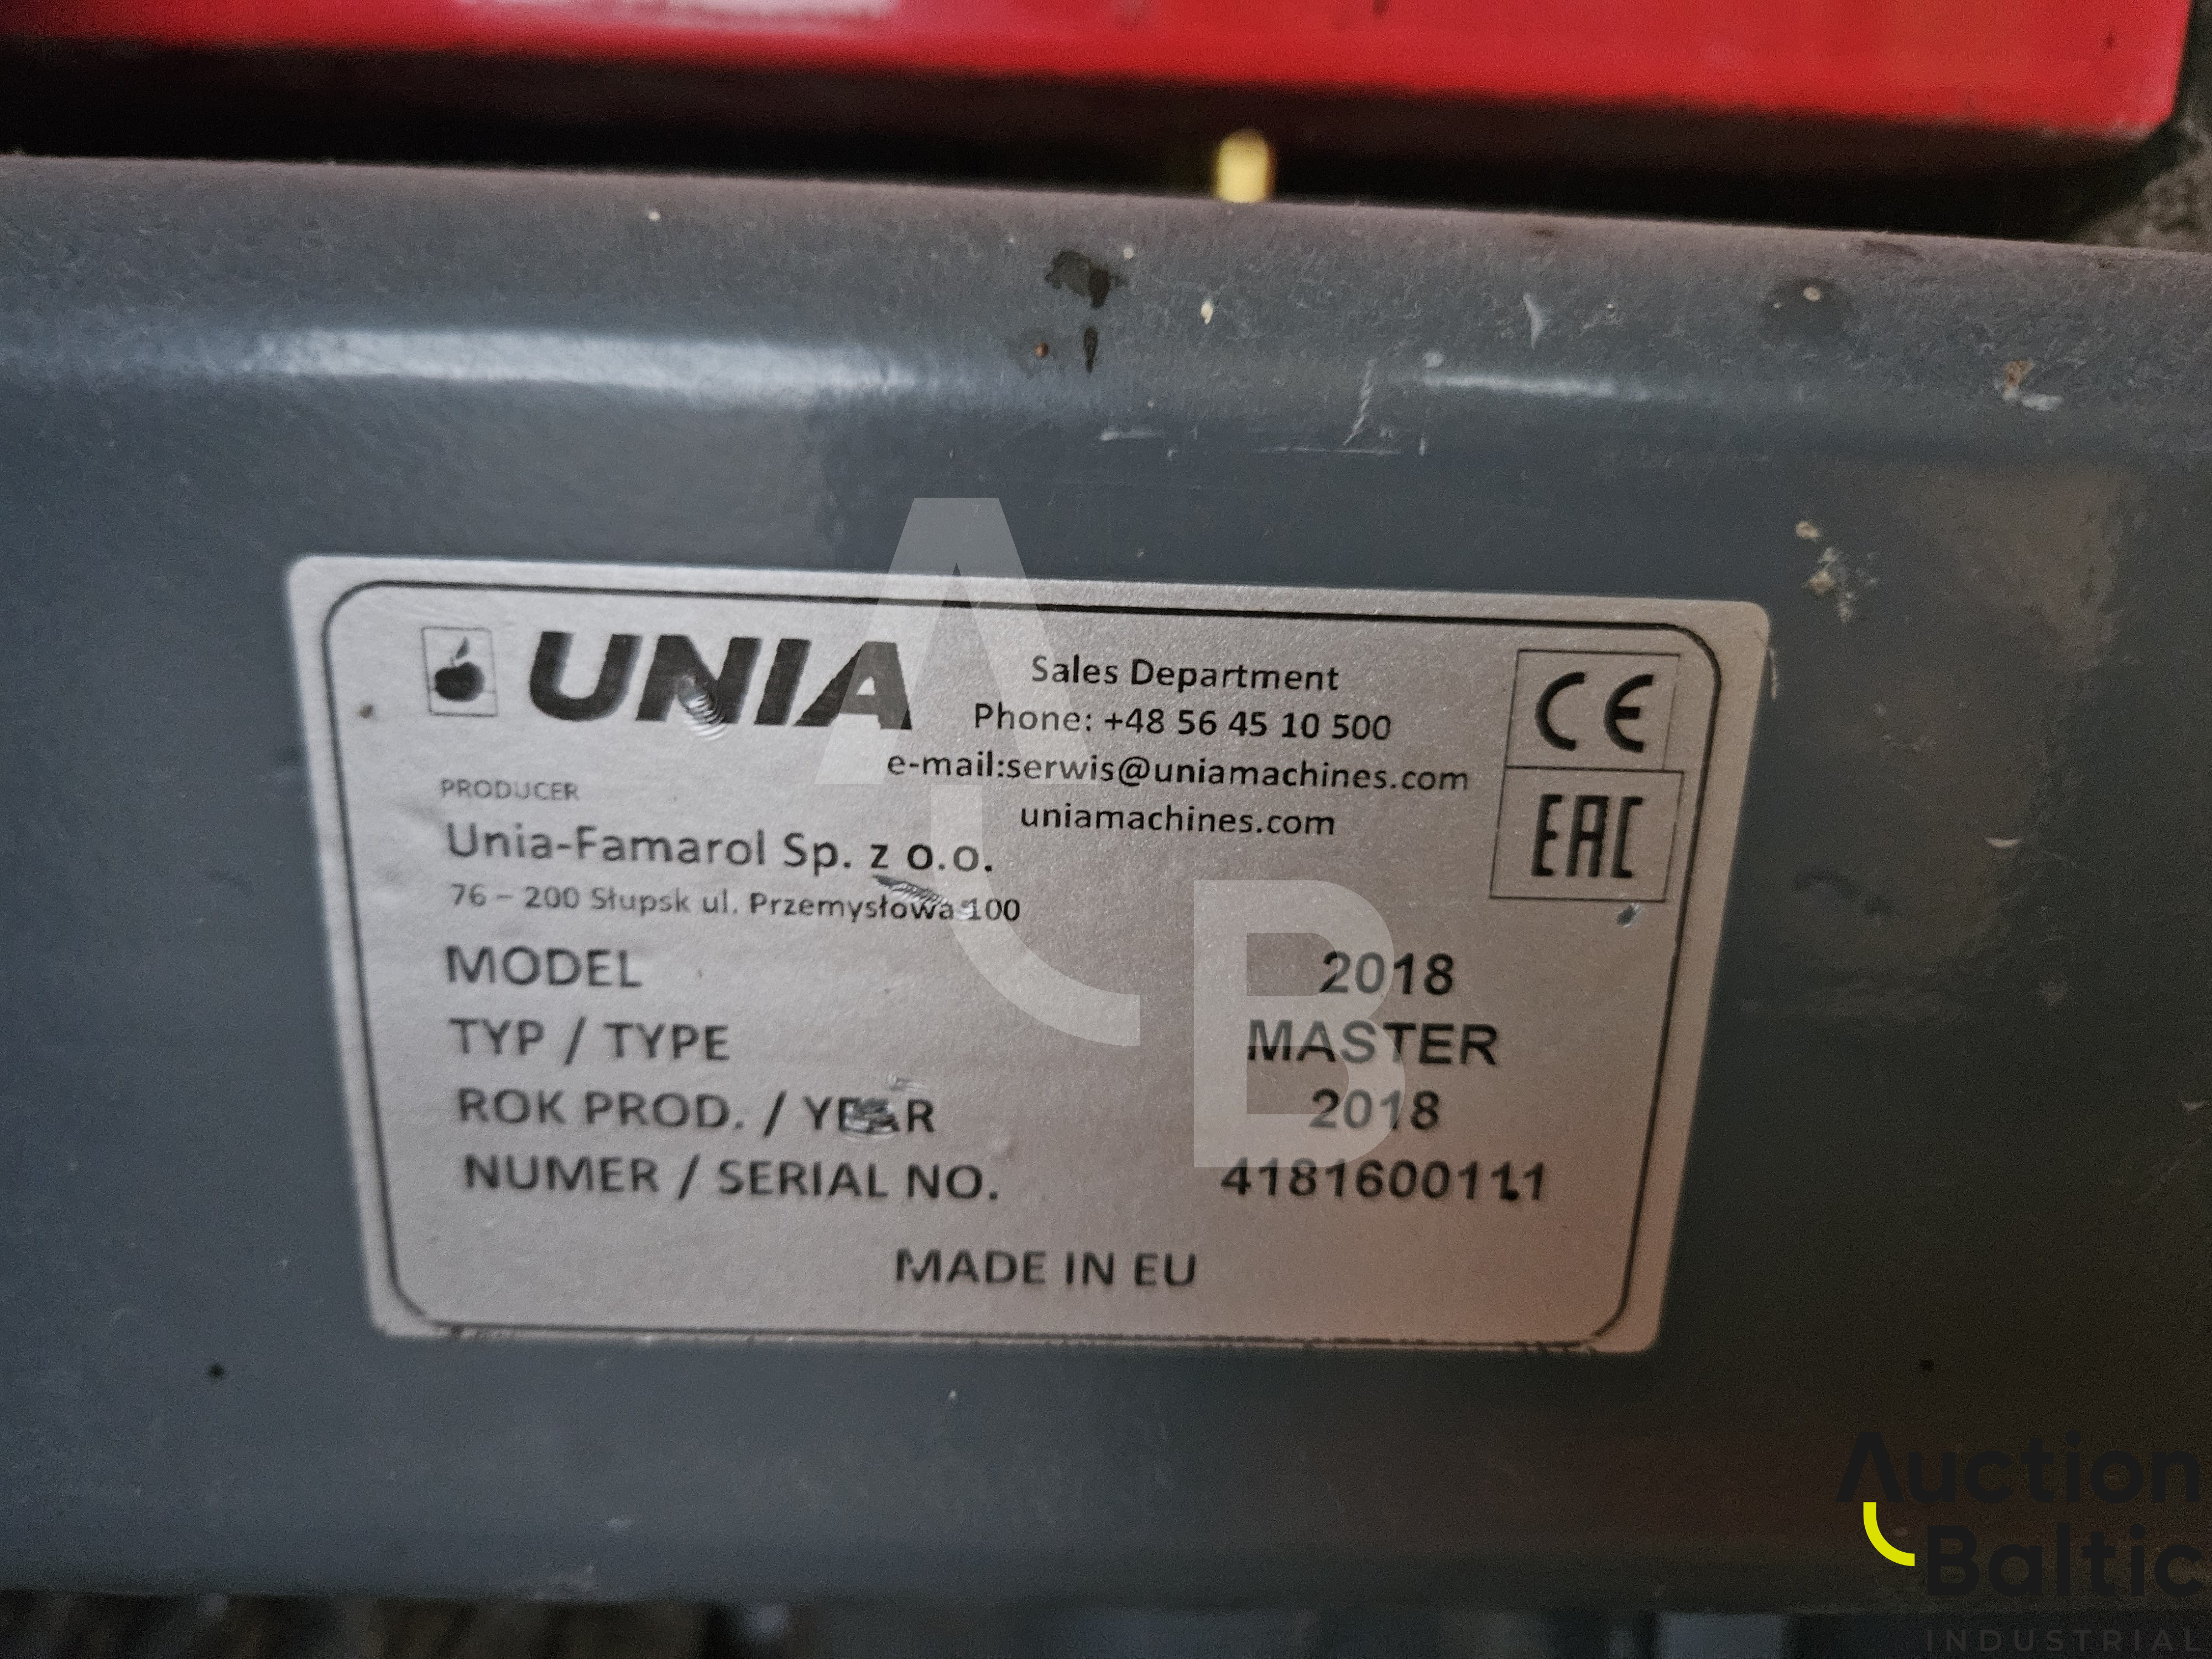 UNIA
Sales Department
Phone: +48 56 45 10 500
e-mail:serwis@uniamachines.com
uniamachines.com
CE
EAC
PRODUCER
Unia-Famarol Sp. z o.o.
76 – 200 Słupsk ul. Przemysłowa 100
MODEL 2018
TYP / TYPE MASTER
ROK PROD. / YEAR 2018
NUMER / SERIAL NO. 4181600111
MADE IN EU
AB
Auction
Baltic
INDUSTRIAL